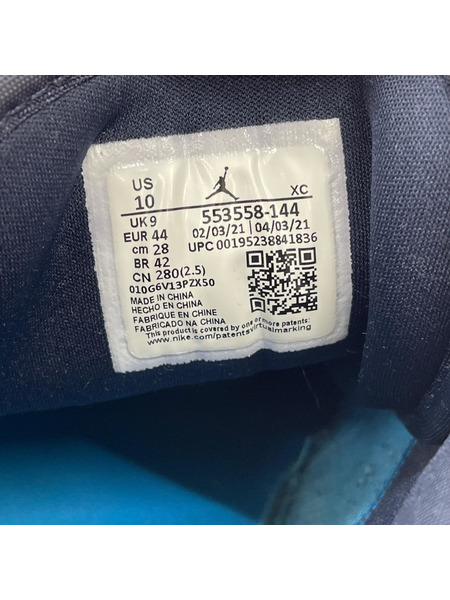 US
10
XC
UK 9
553558-144
EUR 44
02/03/21 | 04/03/21
cm 28
UPC 00195238841836
BR 42
CN 280(2.5)
010G6V13PZX50
MADE IN CHINA
HECHO EN CHINA
FABRIQUE EN CHINE
FABRICADO NA CHINA
This product is covered by one or more patents:
www.nike.com/patentsvirtualmarking